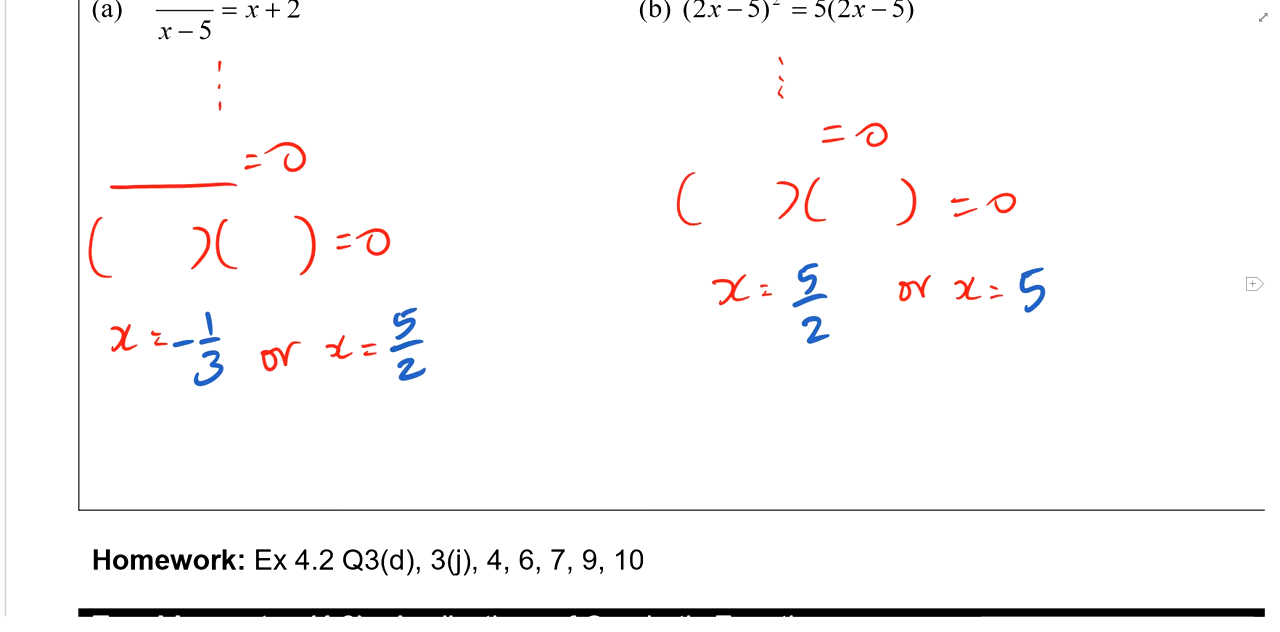 (a) ⁄(x − 5) = x + 2
(b) (2x − 5)² = 5(2x − 5)
⋮
⋮
= 0
= 0
(   )(   ) = 0
(   )(   ) = 0
x = −1/3 or x = 5/2
x = 5/2 or x = 5
Homework: Ex 4.2 Q3(d), 3(j), 4, 6, 7, 9, 10